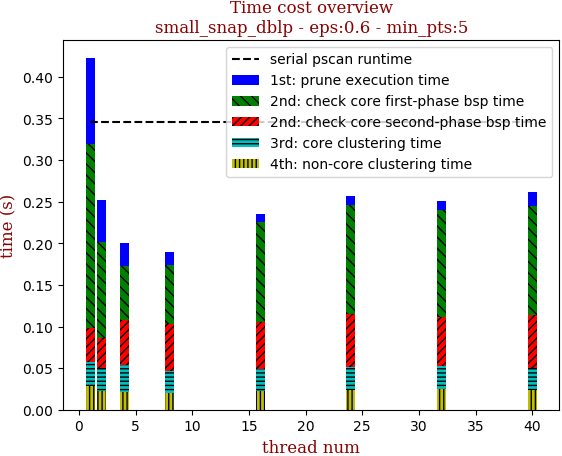 Time cost overview
small_snap_dblp - eps:0.6 - min_pts:5
serial pscan runtime
1st: prune execution time
2nd: check core first-phase bsp time
2nd: check core second-phase bsp time
3rd: core clustering time
4th: non-core clustering time
time (s)
0.40
0.35
0.30
0.25
0.20
0.15
0.10
0.05
0.00
0 5 10 15 20 25 30 35 40
thread num